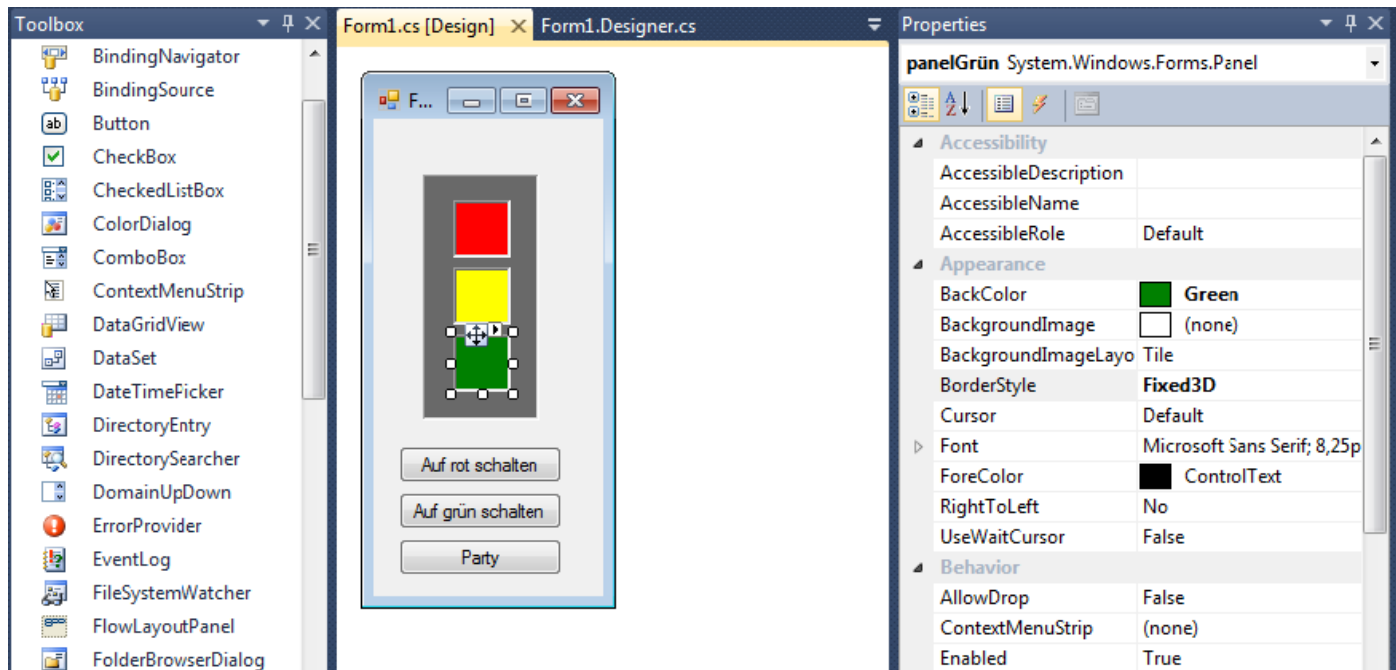 Toolbox
BindingNavigator
BindingSource
ab Button
CheckBox
CheckedListBox
ColorDialog
ComboBox
ContextMenuStrip
DataGridView
DataSet
DateTimePicker
DirectoryEntry
DirectorySearcher
DomainUpDown
ErrorProvider
EventLog
FileSystemWatcher
FlowLayoutPanel
FolderBrowserDialog
Form1.cs [Design] Form1.Designer.cs
F...
Auf rot schalten
Auf grün schalten
Party
Properties
panelGrün System.Windows.Forms.Panel
Accessibility
AccessibleDescription
AccessibleName
AccessibleRole Default
Appearance
BackColor Green
BackgroundImage (none)
BackgroundImageLayo Tile
BorderStyle Fixed3D
Cursor Default
Font Microsoft Sans Serif; 8,25p
ForeColor ControlText
RightToLeft No
UseWaitCursor False
Behavior
AllowDrop False
ContextMenuStrip (none)
Enabled True